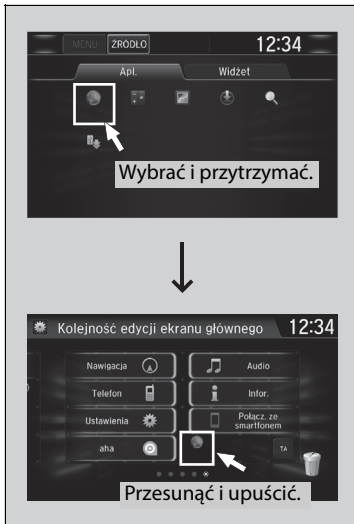 MENU ŹRÓDŁO 12:34
Apl. Widżet
Wybrać i przytrzymać.
Kolejność edycji ekranu głównego 12:34
Nawigacja Audio
Telefon Infor.
Ustawienia Połącz. ze
smartfonem
aha TA
Przesunąć i upuścić.